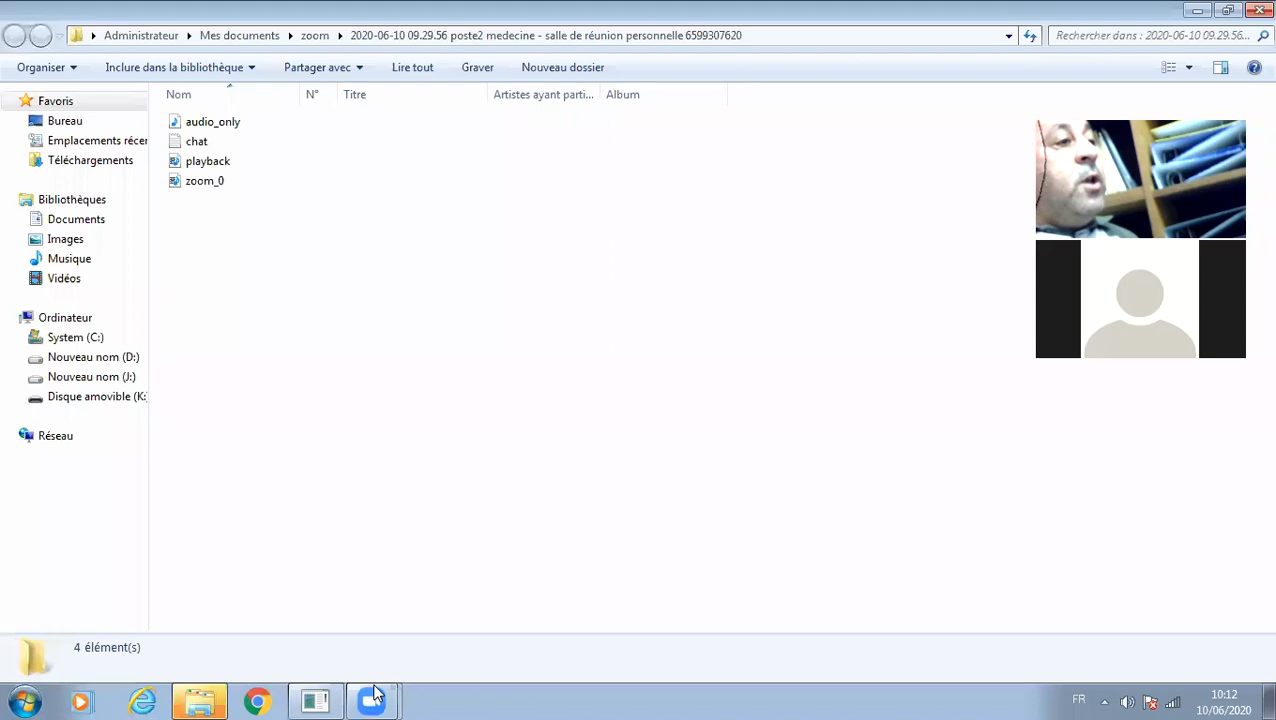 Administrateur Mes documents zoom 2020-06-10 09.29.56 poste2 medecine - salle de réunion personnelle 6599307620 Rechercher dans : 2020-06-10 09.29.56...
Organiser Inclure dans la bibliothèque Partager avec Lire tout Graver Nouveau dossier
Nom N° Titre Artistes ayant parti... Album
Favoris
Bureau
Emplacements récer
Téléchargements
Bibliothèques
Documents
Images
Musique
Vidéos
Ordinateur
System (C:)
Nouveau nom (D:)
Nouveau nom (J:)
Disque amovible (K:
Réseau
audio_only
chat
playback
zoom_0
4 élément(s)
FR
10:12
10/06/2020